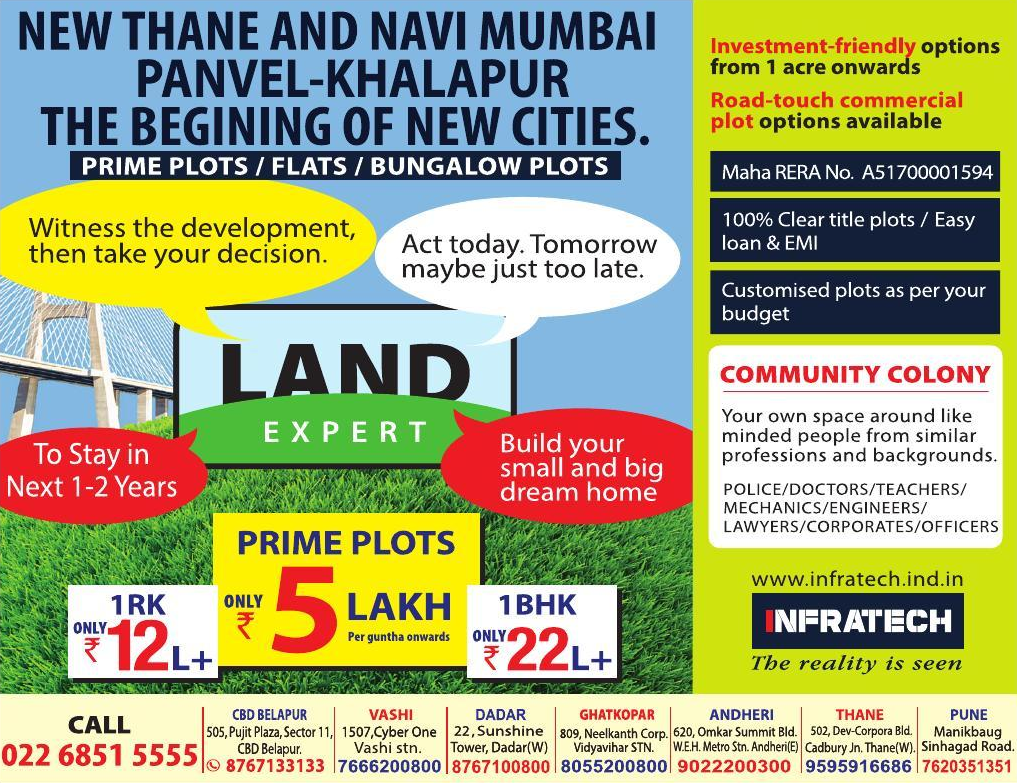 NEW THANE AND NAVI MUMBAI
PANVEL-KHALAPUR
THE BEGINING OF NEW CITIES.
PRIME PLOTS / FLATS / BUNGALOW PLOTS
Witness the development,
then take your decision.
Act today. Tomorrow
maybe just too late.
LAND
EXPERT
To Stay in
Next 1-2 Years
Build your
small and big
dream home
PRIME PLOTS
ONLY
₹ 5 LAKH
Per guntha onwards
1RK
ONLY
₹ 12L+
1BHK
ONLY
₹ 22L+
Investment-friendly options
from 1 acre onwards
Road-touch commercial
plot options available
Maha RERA No. A51700001594
100% Clear title plots / Easy
loan & EMI
Customised plots as per your
budget
COMMUNITY COLONY
Your own space around like
minded people from similar
professions and backgrounds.
POLICE/DOCTORS/TEACHERS/
MECHANICS/ENGINEERS/
LAWYERS/CORPORATES/OFFICERS
www.infratech.ind.in
INFRATECH
The reality is seen
CALL
022 6851 5555
CBD BELAPUR
505, Pujit Plaza, Sector 11,
CBD Belapur.
8767133133
VASHI
1507,Cyber One
Vashi stn.
7666200800
DADAR
22, Sunshine
Tower, Dadar(W)
8767100800
GHATKOPAR
809, Neelkanth Corp.
Vidyavihar STN.
8055200800
ANDHERI
620, Omkar Summit Bld.
W.E.H. Metro Stn. Andheri(E)
9022200300
THANE
502, Dev-Corpora Bld.
Cadbury Jn. Thane(W).
9595916686
PUNE
Manikbaug
Sinhagad Road.
7620351351